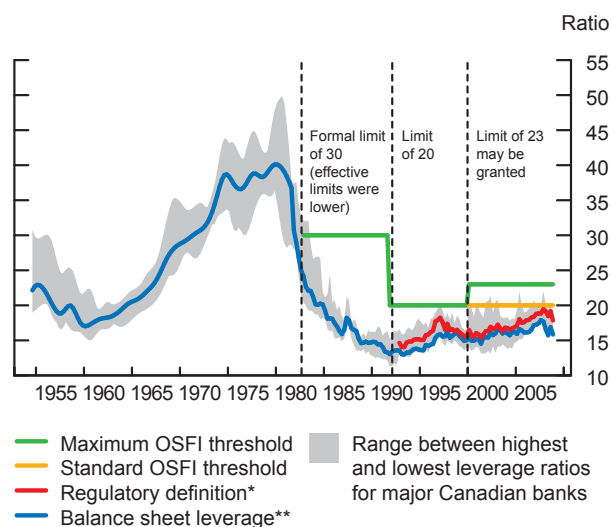 Ratio
55
50
45
40
35
30
25
20
15
10
Formal limit
of 30
(effective
limits were
lower)
Limit
of 20
Limit of 23
may be
granted
1955 1960 1965 1970 1975 1980 1985 1990 1995 2000 2005
Maximum OSFI threshold
Standard OSFI threshold
Regulatory definition*
Balance sheet leverage**
Range between highest
and lowest leverage ratios
for major Canadian banks